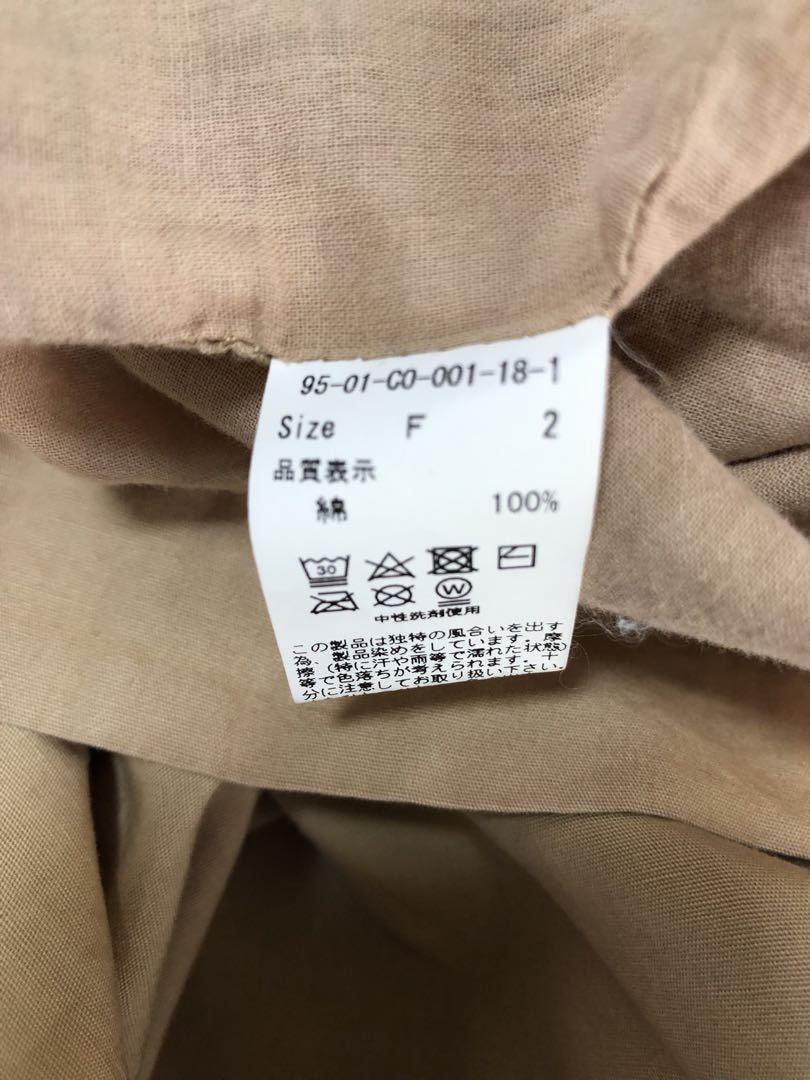 95-01-CO-001-18-1
Size F 2
品質表示
綿 100%
30
W
中性洗剤使用
この製品は独特の風合いを出す
為、製品染めをしています。摩
擦(特に汗や雨等で濡れた状態)
等で色落ちが考えられます。十
分に注意してお取り扱い下さい。